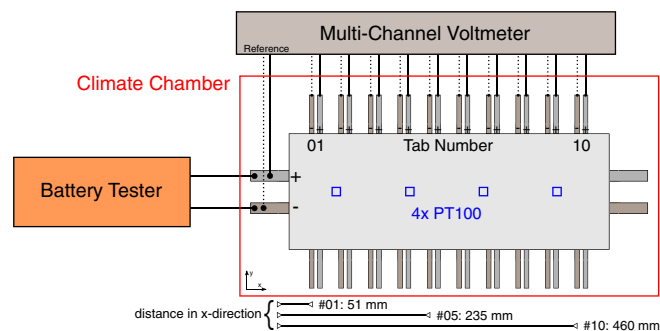 Multi-Channel Voltmeter
Reference
Climate Chamber
- + - + - + - + - + - + - + - + - + - +
01 Tab Number 10
Battery Tester
+
-
4x PT100
y
x
distance in x-direction
#01: 51 mm
#05: 235 mm
#10: 460 mm